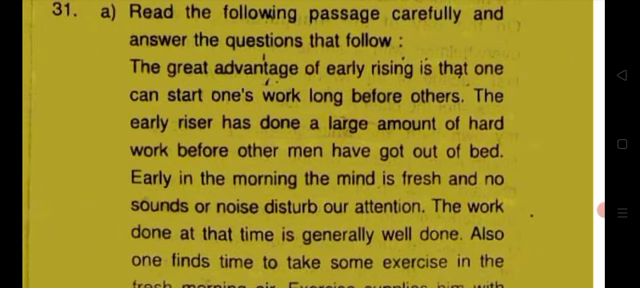 31. a) Read the following passage carefully and
answer the questions that follow :
The great advantage of early rising is that one
can start one's work long before others. The
early riser has done a large amount of hard
work before other men have got out of bed.
Early in the morning the mind is fresh and no
sounds or noise disturb our attention. The work
done at that time is generally well done. Also
one finds time to take some exercise in the
fresh morning air. Exercise supplies him with